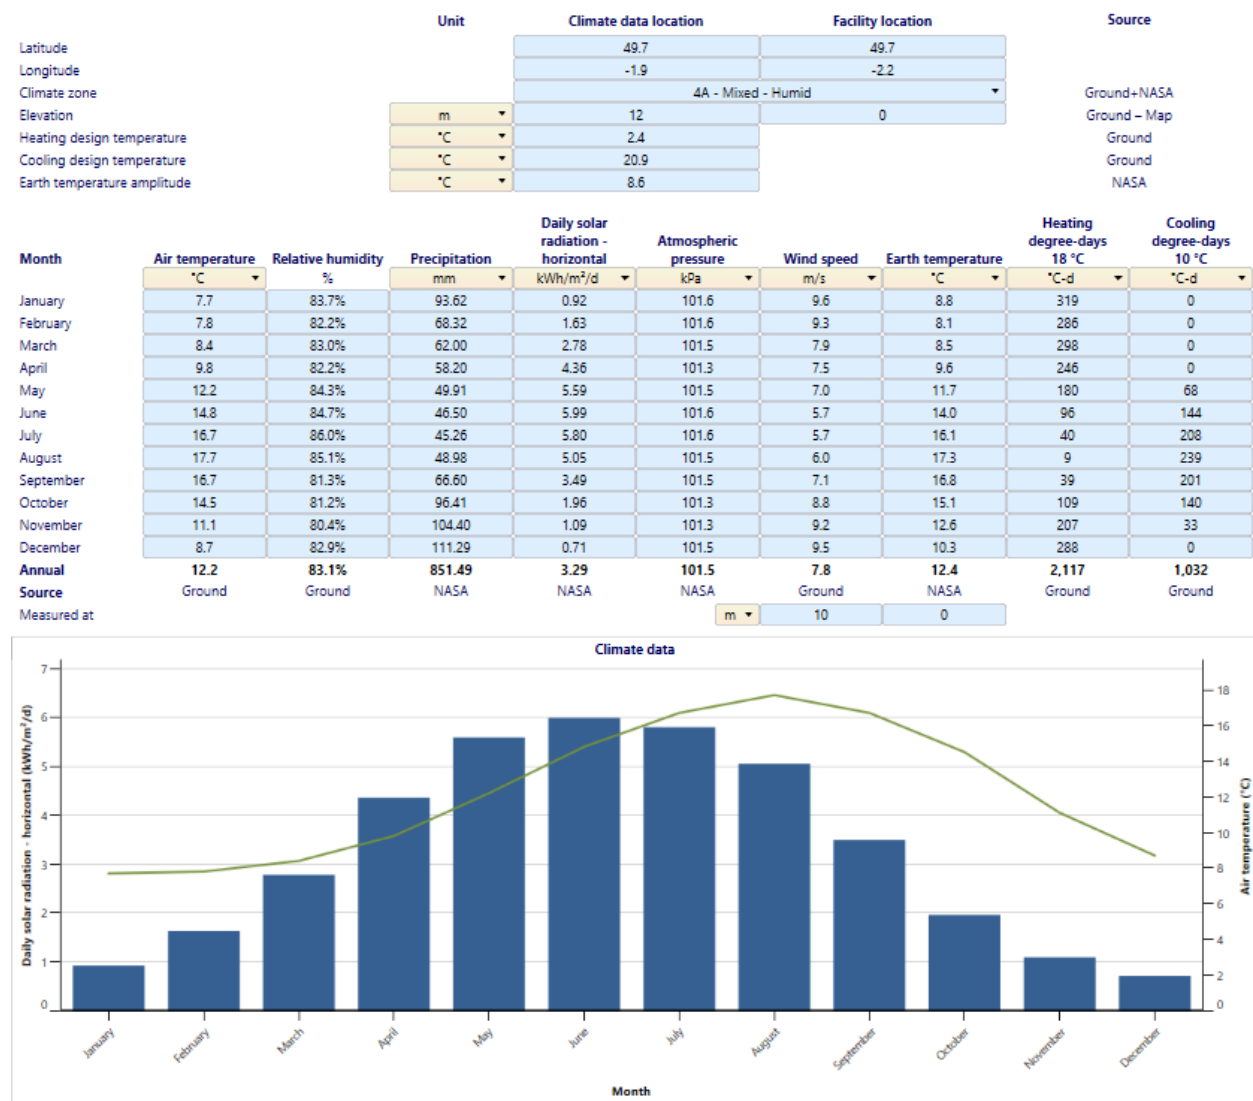 Unit Climate data location Facility location Source
Latitude 49.7 49.7
Longitude -1.9 -2.2
Climate zone 4A - Mixed - Humid Ground+NASA
Elevation m 12 0 Ground – Map
Heating design temperature °C 2.4 Ground
Cooling design temperature °C 20.9 Ground
Earth temperature amplitude °C 8.6 NASA
Month Air temperature Relative humidity Precipitation Daily solar radiation - horizontal Atmospheric pressure Wind speed Earth temperature Heating degree-days 18 °C Cooling degree-days 10 °C
°C % mm kWh/m²/d kPa m/s °C °C-d °C-d
January 7.7 83.7% 93.62 0.92 101.6 9.6 8.8 319 0
February 7.8 82.2% 68.32 1.63 101.6 9.3 8.1 286 0
March 8.4 83.0% 62.00 2.78 101.5 7.9 8.5 298 0
April 9.8 82.2% 58.20 4.36 101.3 7.5 9.6 246 0
May 12.2 84.3% 49.91 5.59 101.5 7.0 11.7 180 68
June 14.8 84.7% 46.50 5.99 101.6 5.7 14.0 96 144
July 16.7 86.0% 45.26 5.80 101.6 5.7 16.1 40 208
August 17.7 85.1% 48.98 5.05 101.5 6.0 17.3 9 239
September 16.7 81.3% 66.60 3.49 101.5 7.1 16.8 39 201
October 14.5 81.2% 96.41 1.96 101.3 8.8 15.1 109 140
November 11.1 80.4% 104.40 1.09 101.3 9.2 12.6 207 33
December 8.7 82.9% 111.29 0.71 101.5 9.5 10.3 288 0
Annual 12.2 83.1% 851.49 3.29 101.5 7.8 12.4 2,117 1,032
Source Ground Ground NASA NASA NASA Ground NASA Ground Ground
Measured at m 10 0
Climate data
Daily solar radiation - horizontal (kWh/m²/d)
7
6
5
4
3
2
1
0
18
16
14
12
10
8
6
4
2
0
Air temperature (°C)
January February March April May June July August September October November December
Month